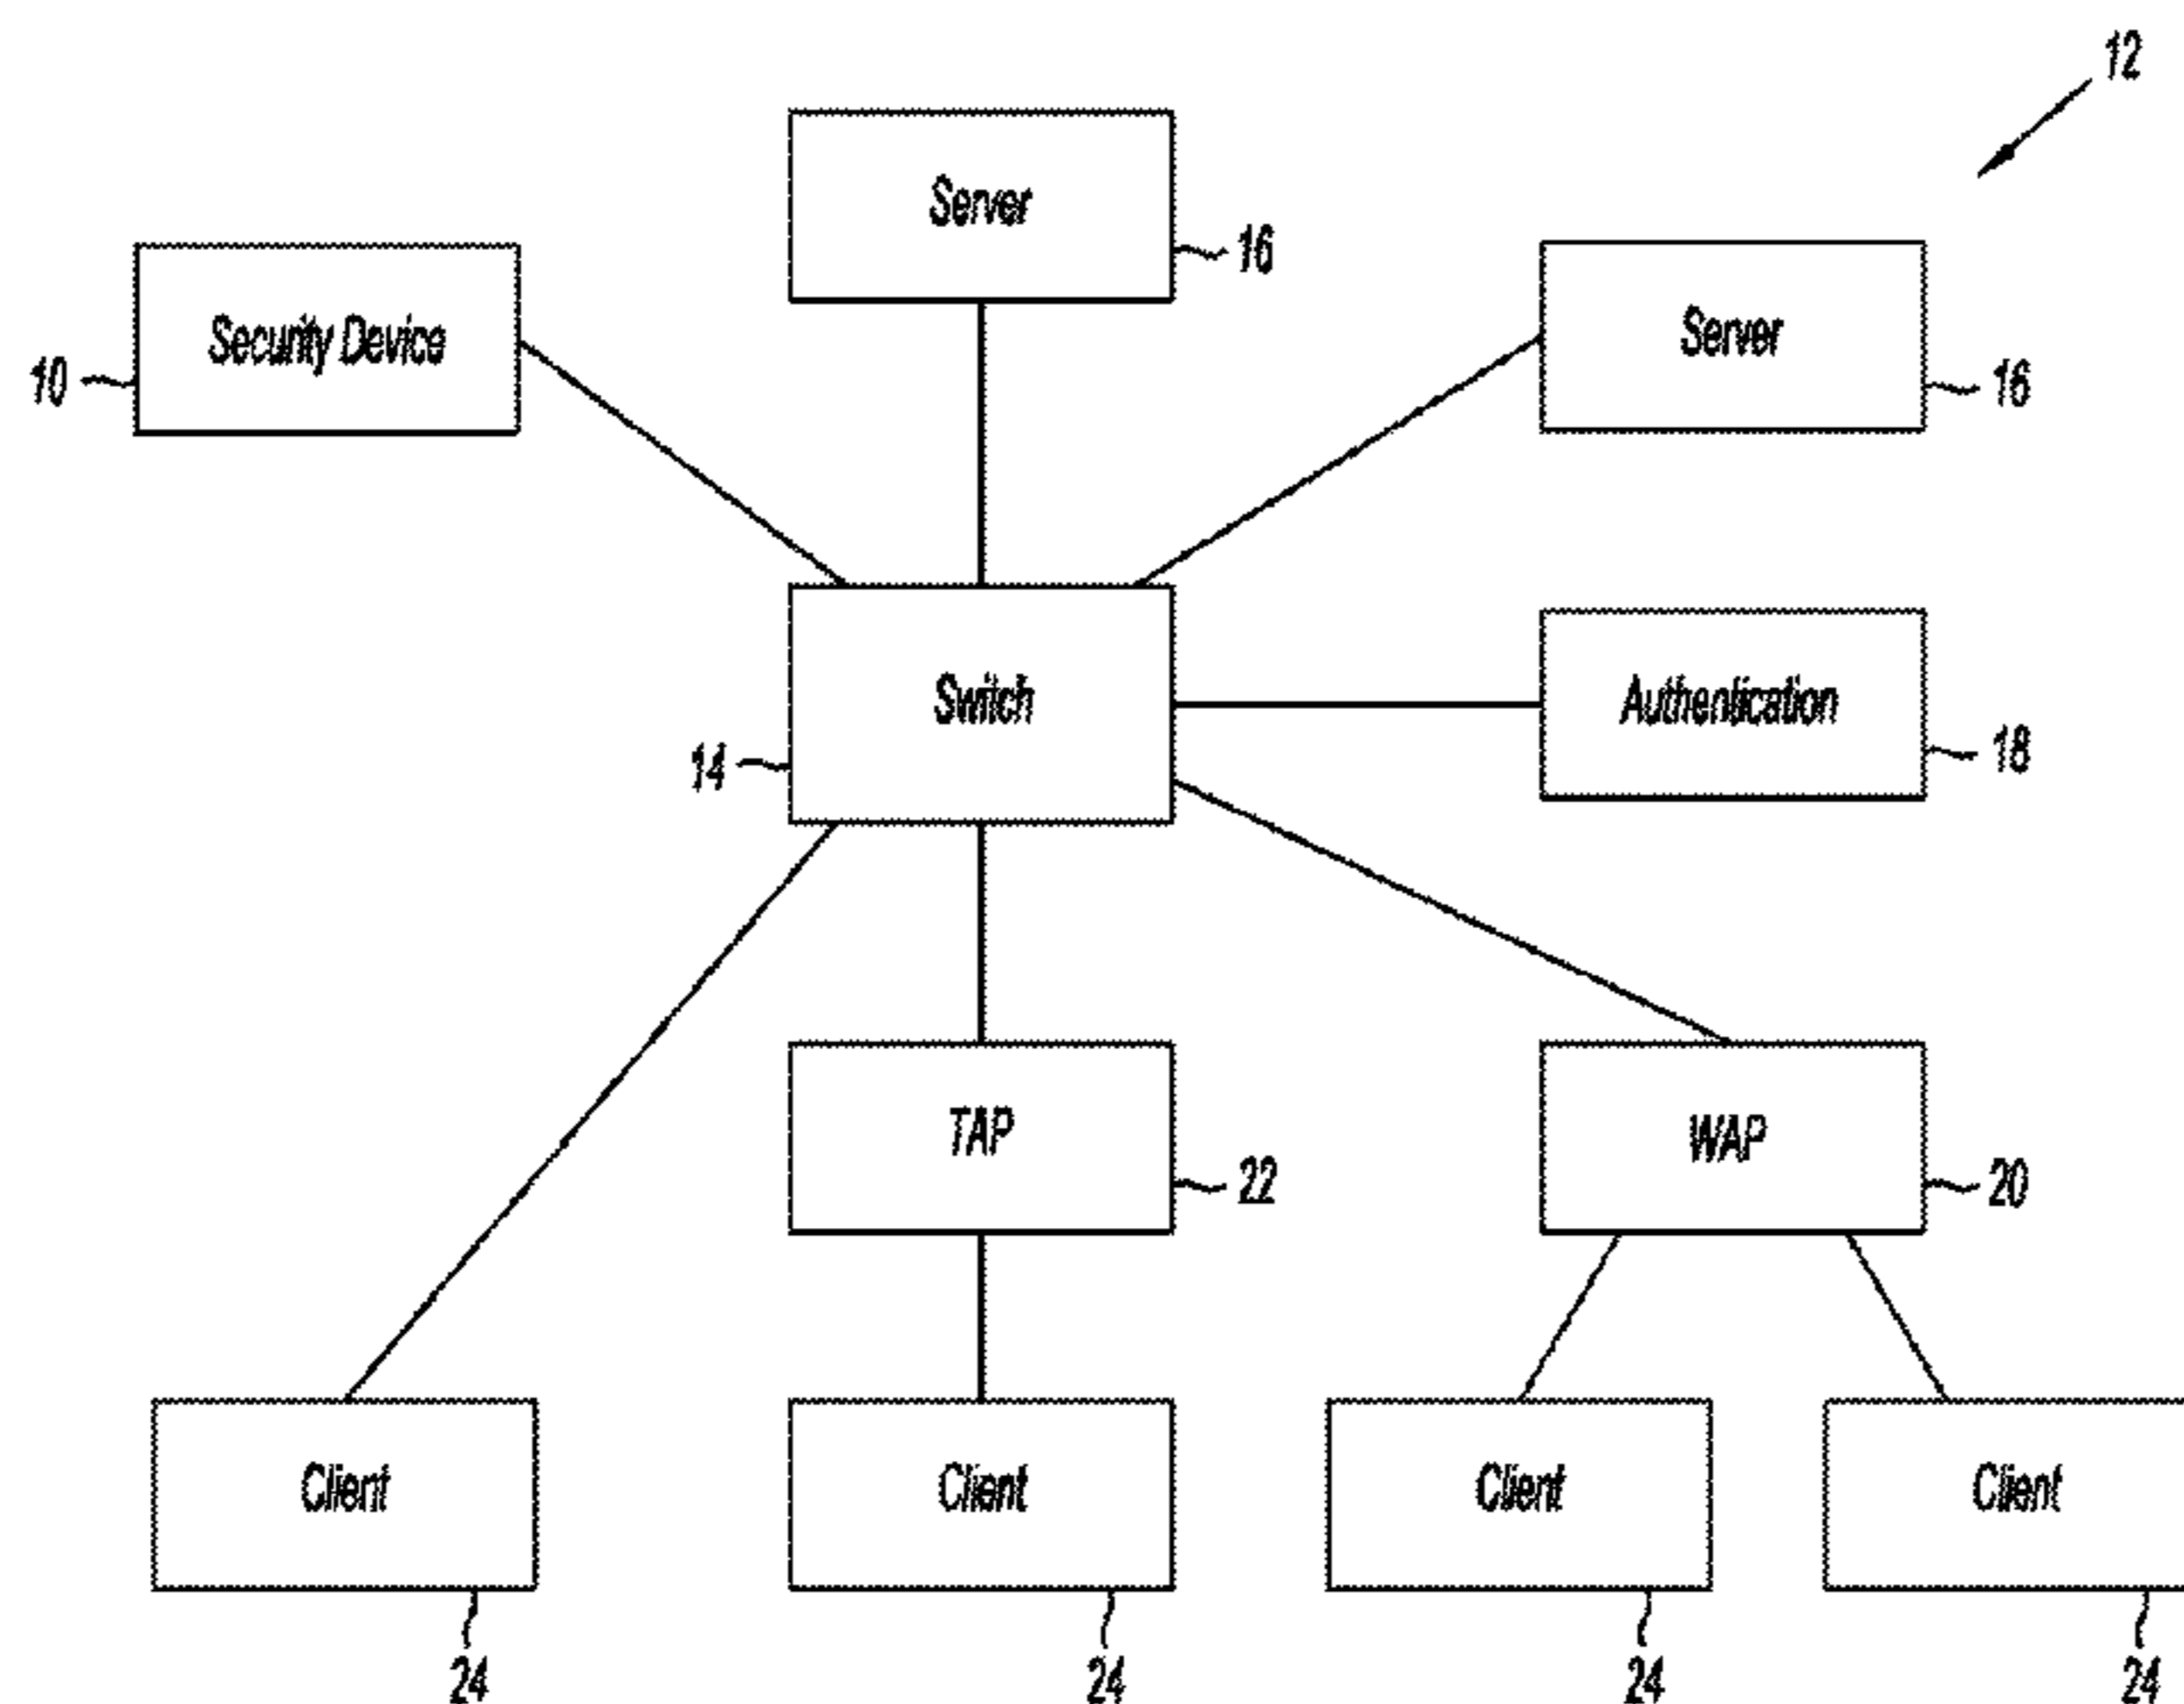 12
Server
16
Security Device
10
Server
16
Switch
14
Authentication
18
TAP
22
WAP
20
Client
Client
Client
Client
24
24
24
24